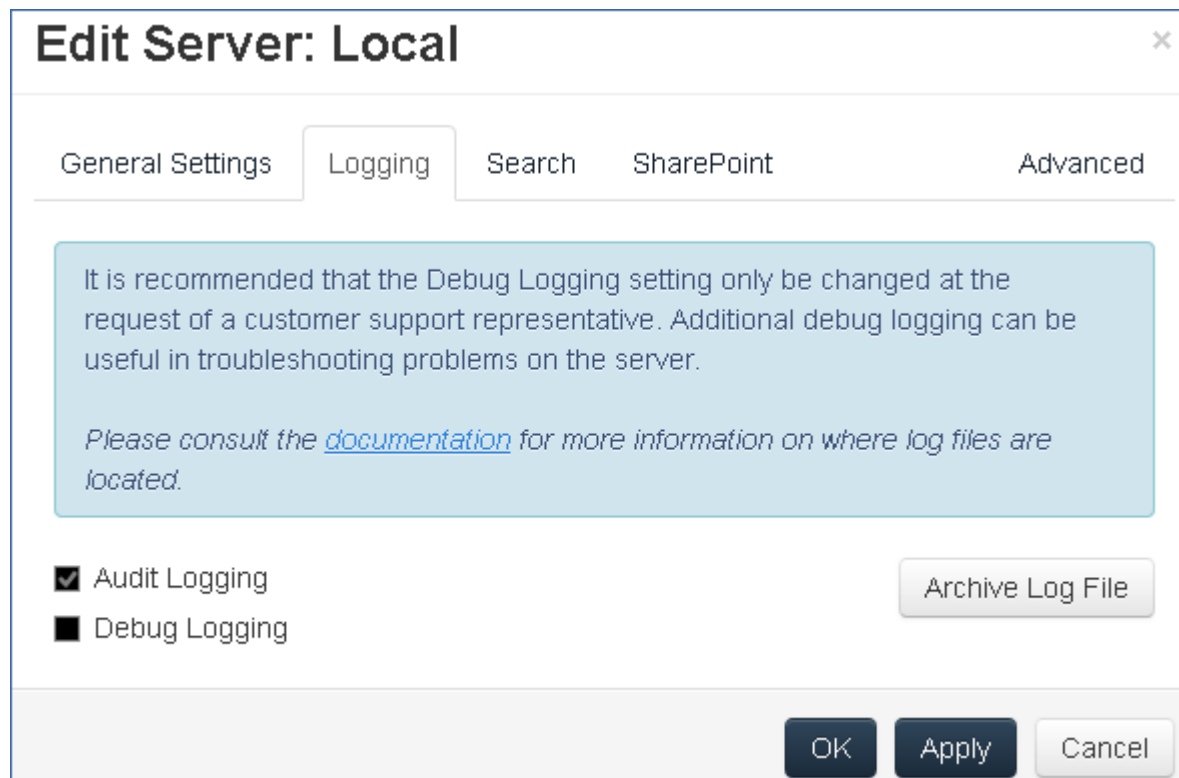 Edit Server: Local
×
General Settings Logging Search SharePoint Advanced
It is recommended that the Debug Logging setting only be changed at the
request of a customer support representative. Additional debug logging can be
useful in troubleshooting problems on the server.
Please consult the documentation for more information on where log files are
located.
Audit Logging
Archive Log File
Debug Logging
OK Apply Cancel